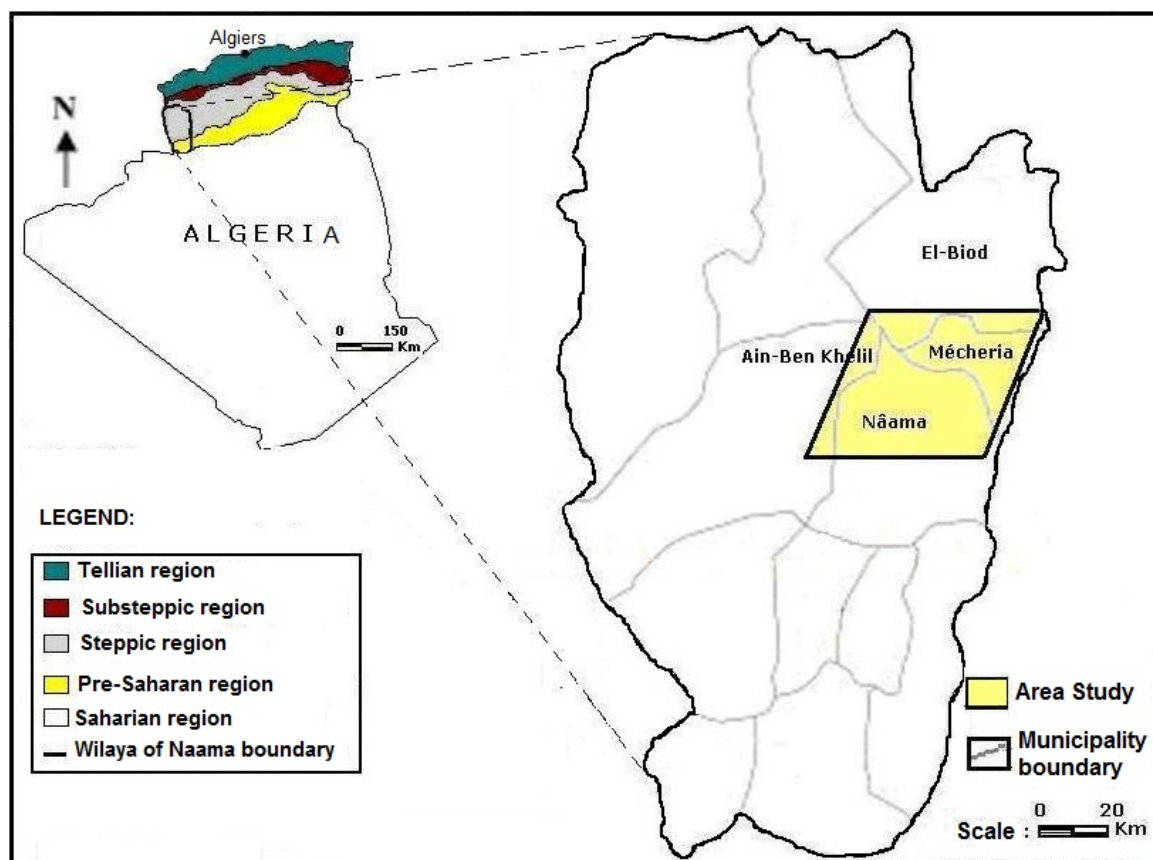 Algiers
N
ALGERIA
0 150
Km
El-Biod
Ain-Ben Khelil
Mécheria
Nâama
LEGEND:
Tellian region
Substeppic region
Steppic region
Pre-Saharan region
Saharian region
Wilaya of Naama boundary
Area Study
Municipality
boundary
0 20
Scale : Km